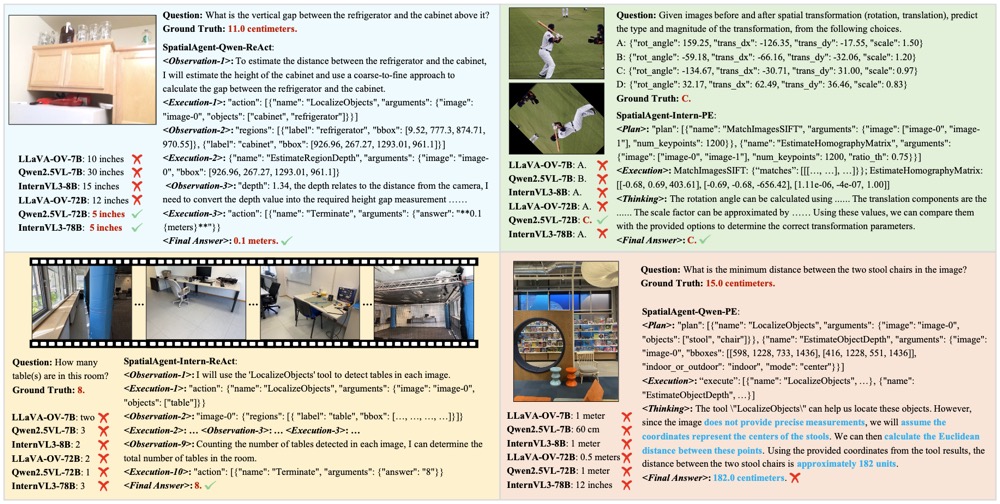 Question: What is the vertical gap between the refrigerator and the cabinet above it?
Ground Truth: 11.0 centimeters.
SpatialAgent-Qwen-ReAct:
<Observation-1>: To estimate the distance between the refrigerator and the cabinet,
I will estimate the height of the cabinet and use a coarse-to-fine approach to
calculate the gap between the refrigerator and the cabinet.
<Execution-1>: "action": [{"name": "LocalizeObjects", "arguments": {"image":
"image-0", "objects": ["cabinet", "refrigerator"]}}]
<Observation-2>: "regions": [{"label": "refrigerator", "bbox": [9.52, 777.3, 874.71,
970.55]}, {"label": "cabinet", "bbox": [926.96, 267.27, 1293.01, 961.1]}]
<Execution-2>: {"name": "EstimateRegionDepth", "arguments": {"image": "image-
0", "bbox": [926.96, 267.27, 1293.01, 961.1]}
<Observation-3>: "depth": 1.34, the depth relates to the distance from the camera, I
need to convert the depth value into the required height gap measurement ……
<Execution-3>: "action": [{"name": "Terminate", "arguments": {"answer": "**0.1
{meters}**"}}
<Final Answer>: 0.1 meters.
LLaVA-OV-7B: 10 inches
Qwen2.5VL-7B: 30 inches
InternVL3-8B: 15 inches
LLaVA-OV-72B: 12 inches
Qwen2.5VL-72B: 5 inches
InternVL3-78B: 5 inches
Question: Given images before and after spatial transformation (rotation, translation), predict
the type and magnitude of the transformation, from the following choices.
A: {"rot_angle": 159.25, "trans_dx": -126.35, "trans_dy": -17.55, "scale": 1.50}
B: {"rot_angle": -59.18, "trans_dx": -66.16, "trans_dy": -32.06, "scale": 1.20}
C: {"rot_angle": -134.67, "trans_dx": -30.71, "trans_dy": 31.00, "scale": 0.97}
D: {"rot_angle": 32.17, "trans_dx": 62.49, "trans_dy": 36.46, "scale": 0.83}
Ground Truth: C.
SpatialAgent-Intern-PE:
<Plan>: "plan": [{"name": "MatchImagesSIFT", "arguments": {"image": ["image-0", "image-
1"], "num_keypoints": 1200}}, {"name": "EstimateHomographyMatrix", "arguments":
{"image": ["image-0", "image-1"], "num_keypoints": 1200, "ratio_th": 0.75}}]
<Execution>: MatchImagesSIFT: {"matches": [[[…, …], …]]}; EstimateHomographyMatrix:
[[-0.68, 0.69, 403.61], [-0.69, -0.68, -656.42], [1.11e-06, -4e-07, 1.00]]
<Thinking>: The rotation angle can be calculated using …… The translation components are the
…… The scale factor can be approximated by …… Using these values, we can compare them
with the provided options to determine the correct transformation parameters.
<Final Answer>: C.
LLaVA-OV-7B: A.
Qwen2.5VL-7B: B.
InternVL3-8B: A.
LLaVA-OV-72B: A.
Qwen2.5VL-72B: C.
InternVL3-78B: A.
Question: How many
table(s) are in this room?
Ground Truth: 8.
LLaVA-OV-7B: two
Qwen2.5VL-7B: 3
InternVL3-8B: 2
LLaVA-OV-72B: 2
Qwen2.5VL-72B: 1
InternVL3-78B: 3
SpatialAgent-Intern-ReAct:
<Observation-1>: I will use the 'LocalizeObjects' tool to detect tables in each image.
<Execution-1>: "action": [{"name": "LocalizeObjects", "arguments": {"image": "image-0",
"objects": ["table"]}}]
<Observation-2>: "image-0": {"regions": [{ "label": "table", "bbox": […, …, …, …]}]}
<Execution-2>: … <Observation-3>: … <Execution-3>: …
<Observation-9>: Counting the number of tables detected in each image, I can determine the
total number of tables in the room.
<Execution-10>: "action": [{"name": "Terminate", "arguments": {"answer": "8"}}
<Final Answer>: 8.
Question: What is the minimum distance between the two stool chairs in the image?
Ground Truth: 15.0 centimeters.
SpatialAgent-Qwen-PE:
<Plan>: "plan": [{"name": "LocalizeObjects", "arguments": {"image": "image-0",
"objects": ["stool", "chair"]}}, {"name": "EstimateObjectDepth", "arguments": {"image":
"image-0", "bboxes": [[598, 1228, 733, 1436], [416, 1228, 551, 1436]],
"indoor_or_outdoor": "indoor", "mode": "center"}}]
<Execution>: "execute": [{"name": "LocalizeObjects", …}, {"name":
"EstimateObjectDepth", …}]
<Thinking>: The tool \"LocalizeObjects\" can help us locate these objects. However,
since the image does not provide precise measurements, we will assume the
coordinates represent the centers of the stools. We can then calculate the Euclidean
distance between these points. Using the provided coordinates from the tool results, the
distance between the two stool chairs is approximately 182 units.
<Final Answer>: 182.0 centimeters.
LLaVA-OV-7B: 1 meter
Qwen2.5VL-7B: 60 cm
InternVL3-8B: 1 meter
LLaVA-OV-72B: 0.5 meters
Qwen2.5VL-72B: 1 meter
InternVL3-78B: 12 inches